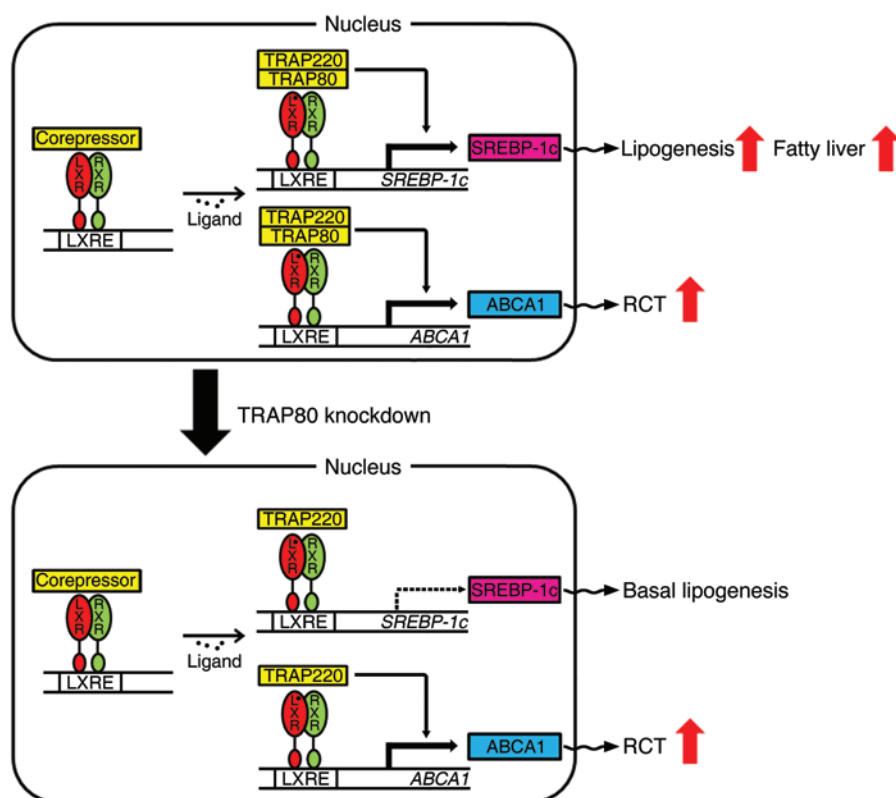 Nucleus
TRAP220
TRAP80
LXR
RXR
SREBP-1c
Lipogenesis
Fatty liver
LXRE
SREBP-1c
Corepressor
LXR
RXR
LXRE
Ligand
TRAP220
TRAP80
LXR
RXR
ABCA1
RCT
LXRE
ABCA1
TRAP80 knockdown
Nucleus
TRAP220
LXR
RXR
SREBP-1c
Basal lipogenesis
LXRE
SREBP-1c
Corepressor
LXR
RXR
LXRE
Ligand
TRAP220
LXR
RXR
ABCA1
RCT
LXRE
ABCA1